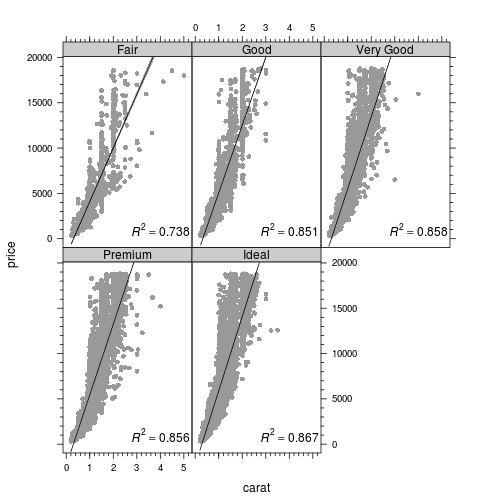 0 1 2 3 4 5
Fair Good Very Good
20000
15000
10000
5000
0
R² = 0.738 R² = 0.851 R² = 0.858
price
Premium Ideal
20000
15000
10000
5000
0
R² = 0.856 R² = 0.867
0 1 2 3 4 5
carat